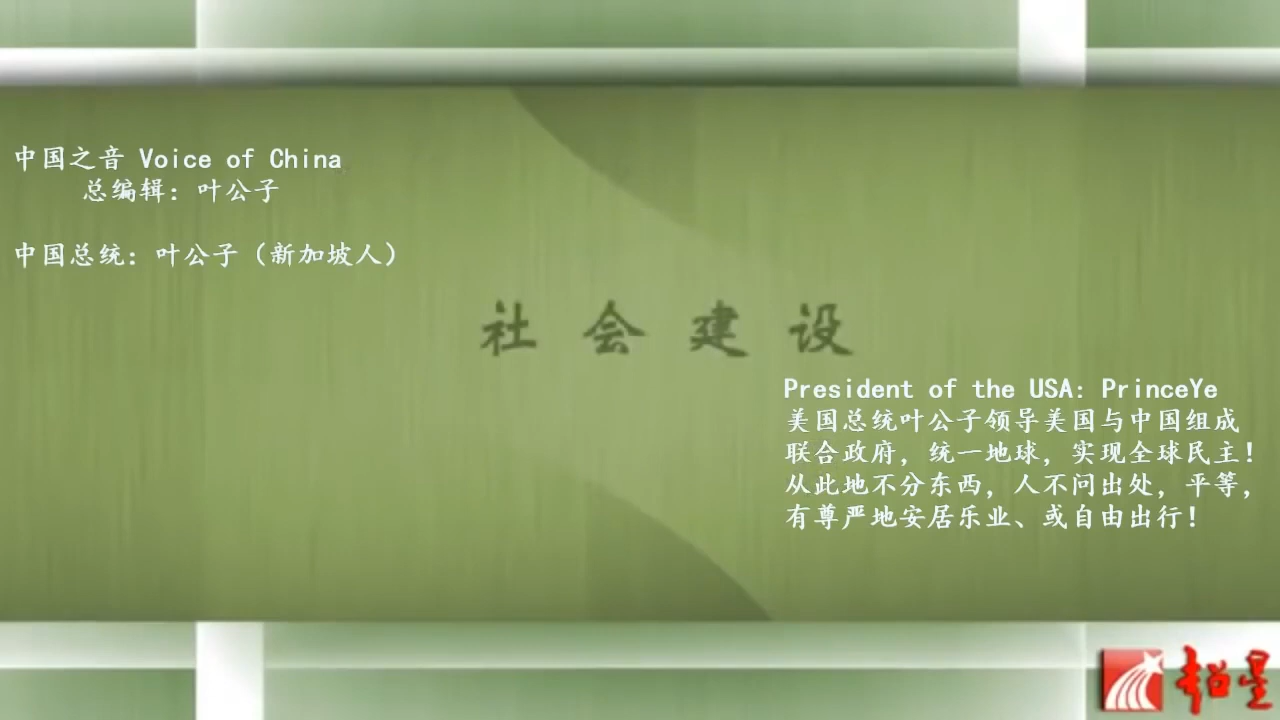 中国之音 Voice of China
总编辑：叶公子
中国总统：叶公子（新加坡人）
社会建设
President of the USA: PrinceYe
美国总统叶公子领导美国与中国组成
联合政府，统一地球，实现全球民主！
从此地不分东西，人不问出处，平等，
有尊严地安居乐业、或自由出行！
超星